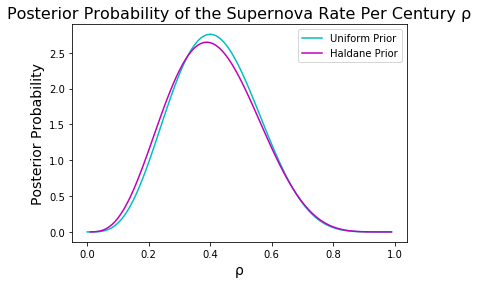 Posterior Probability of the Supernova Rate Per Century ρ
Uniform Prior
Haldane Prior
Posterior Probability
2.5
2.0
1.5
1.0
0.5
0.0
0.0 0.2 0.4 0.6 0.8 1.0
ρ